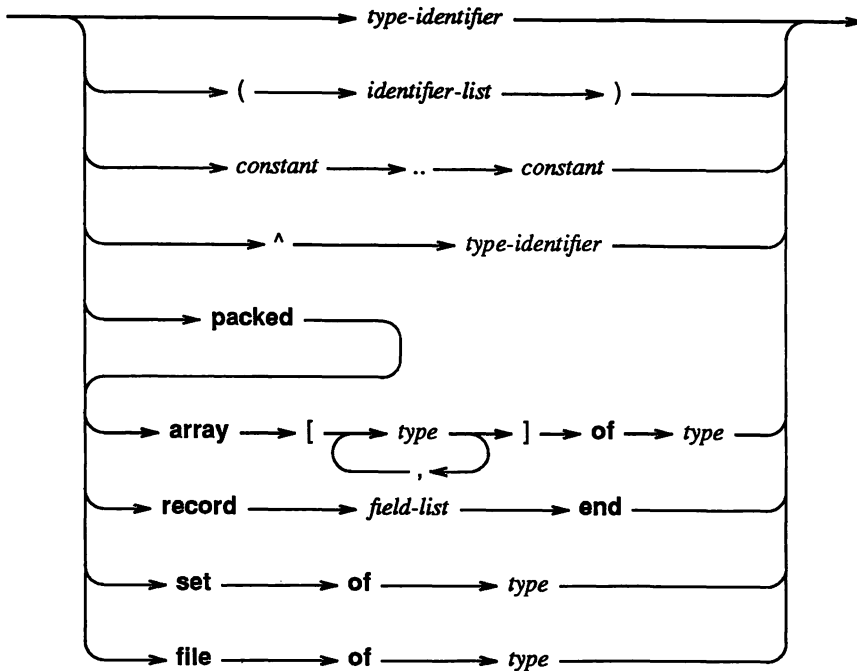 type-identifier
( identifier-list )
constant .. constant
^ type-identifier
packed
array [ type ] of type
,
record field-list end
set of type
file of type